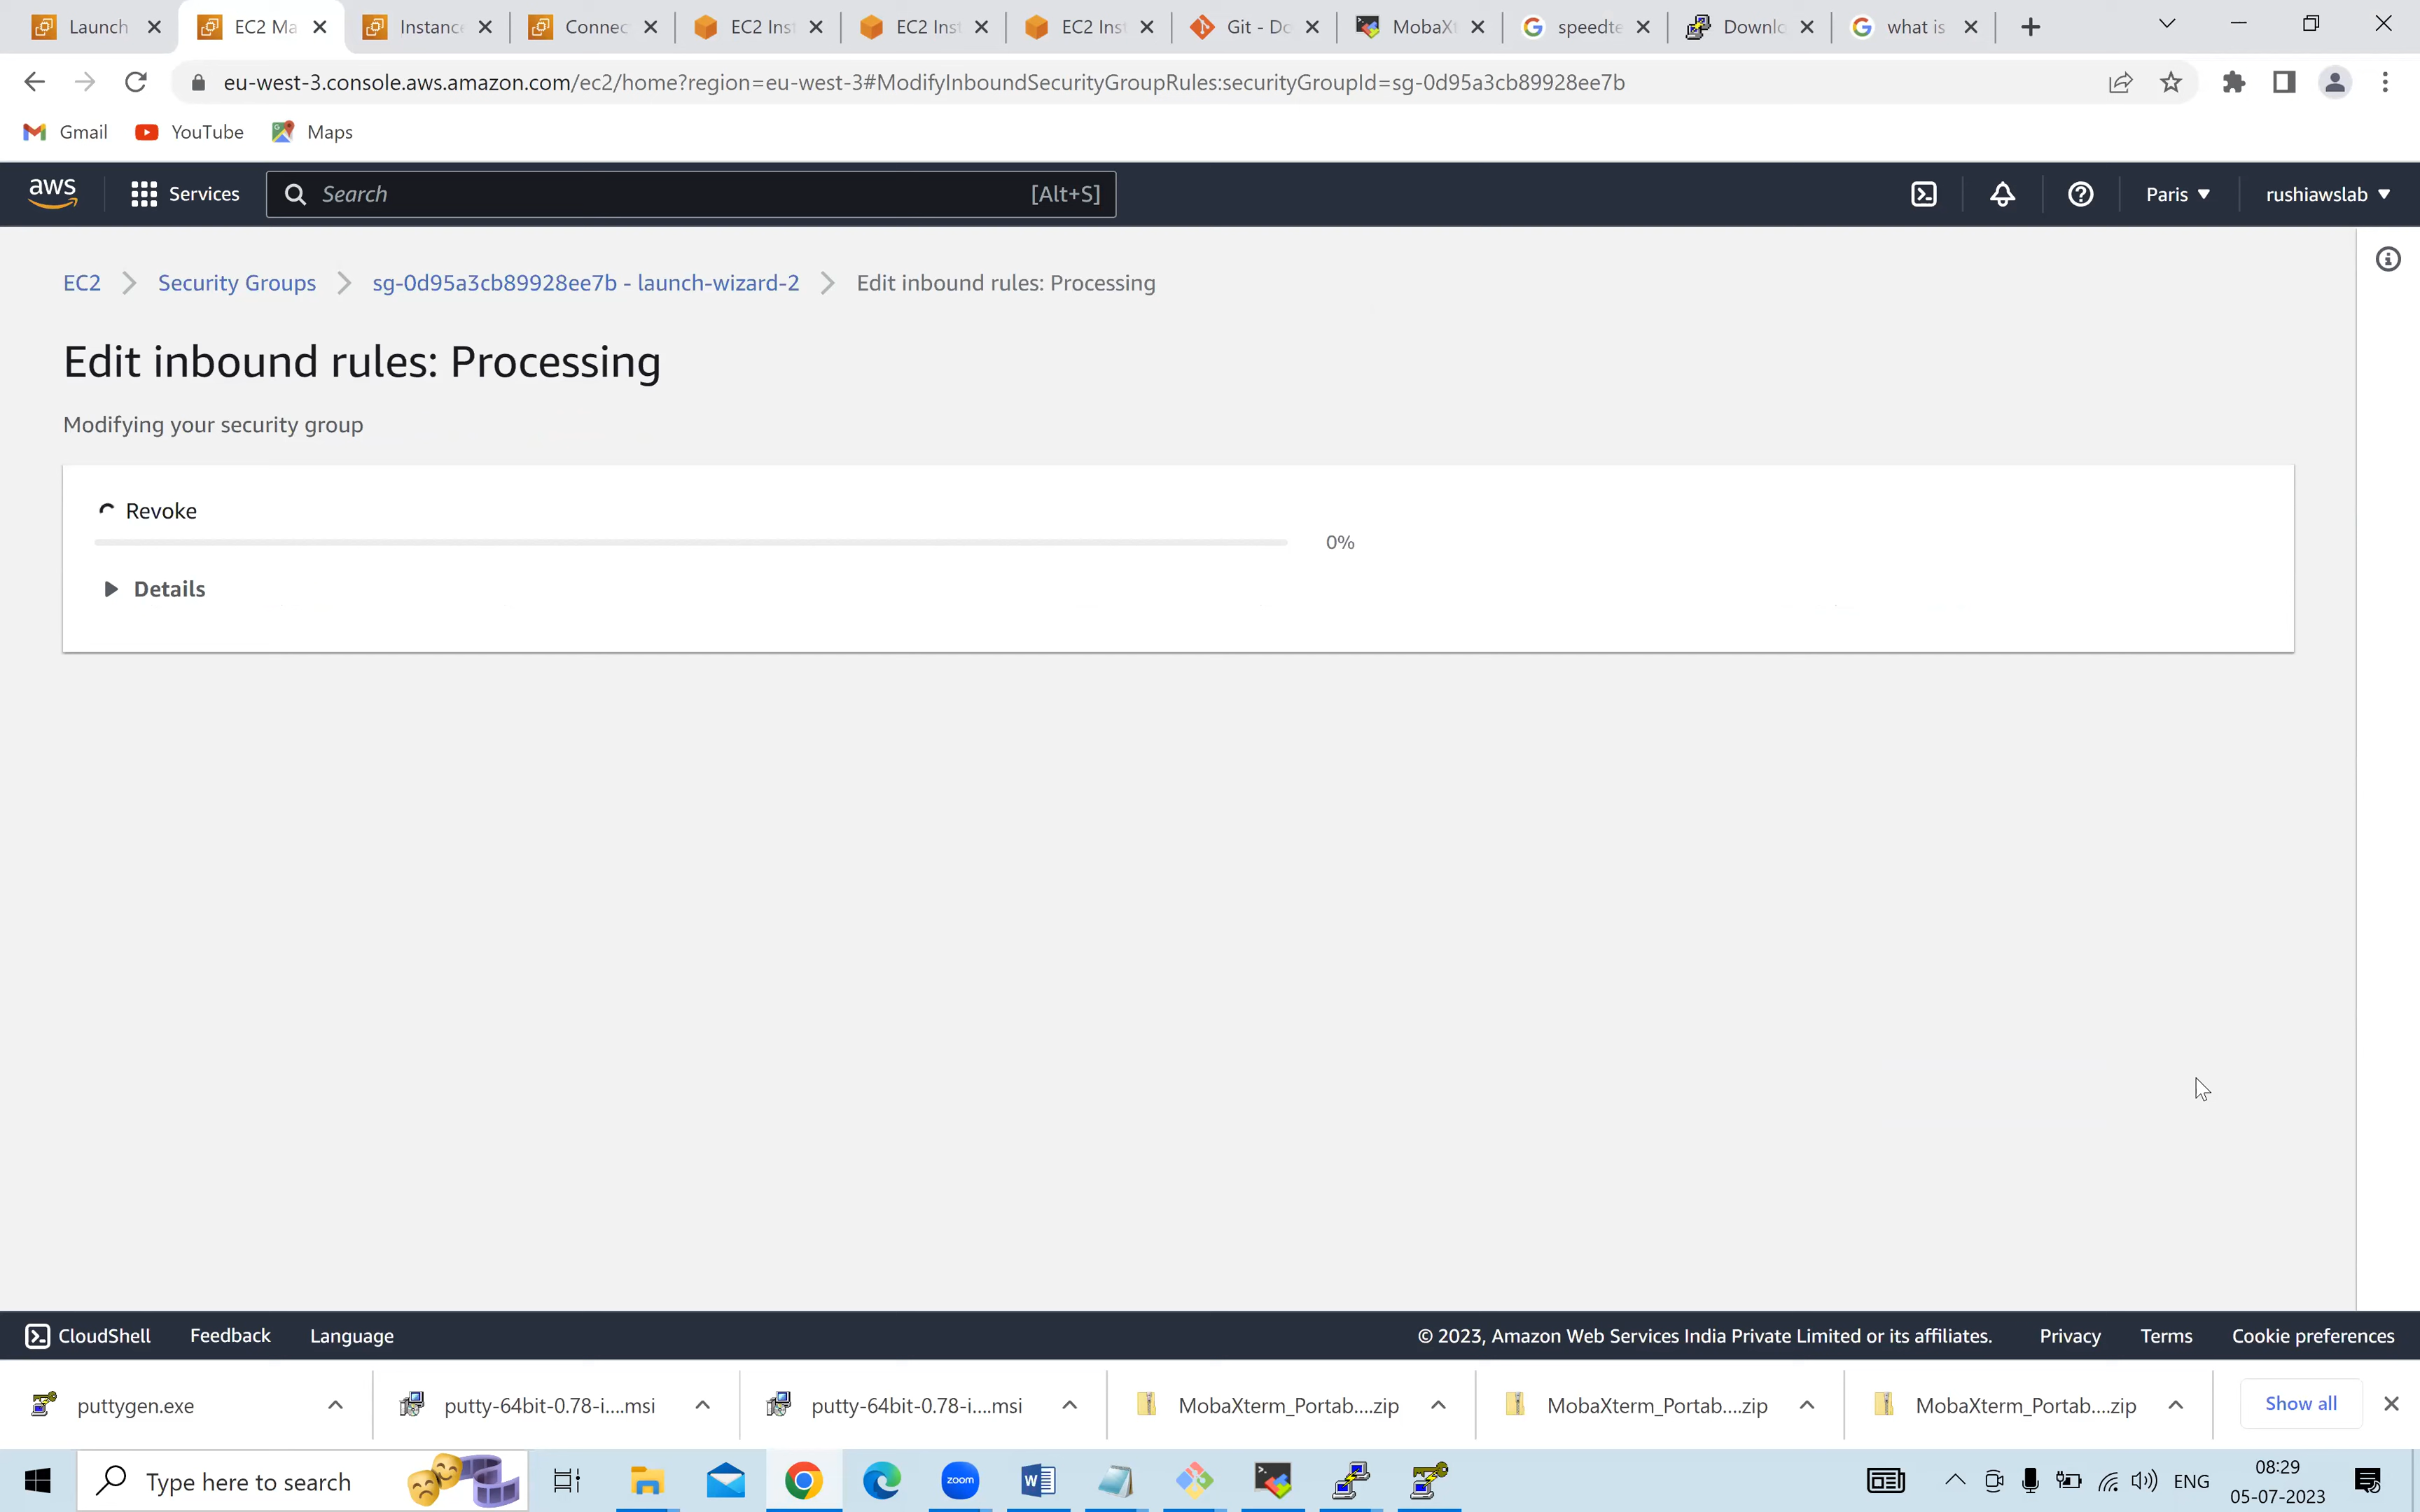 Launch
EC2 Ma
Instance
Connec
EC2 Inst
EC2 Inst
EC2 Inst
Git - Do
MobaXt
speedte
Downlo
what is
eu-west-3.console.aws.amazon.com/ec2/home?region=eu-west-3#ModifyInboundSecurityGroupRules:securityGroupId=sg-0d95a3cb89928ee7b
Gmail
YouTube
Maps
aws
Services
Search
[Alt+S]
Paris
rushiawslab
EC2
Security Groups
sg-0d95a3cb89928ee7b - launch-wizard-2
Edit inbound rules: Processing
Edit inbound rules: Processing
Modifying your security group
Revoke
0%
Details
CloudShell
Feedback
Language
© 2023, Amazon Web Services India Private Limited or its affiliates.
Privacy
Terms
Cookie preferences
puttygen.exe
putty-64bit-0.78-i....msi
putty-64bit-0.78-i....msi
MobaXterm_Portab....zip
MobaXterm_Portab....zip
MobaXterm_Portab....zip
Show all
Type here to search
zoom
ENG
08:29
05-07-2023